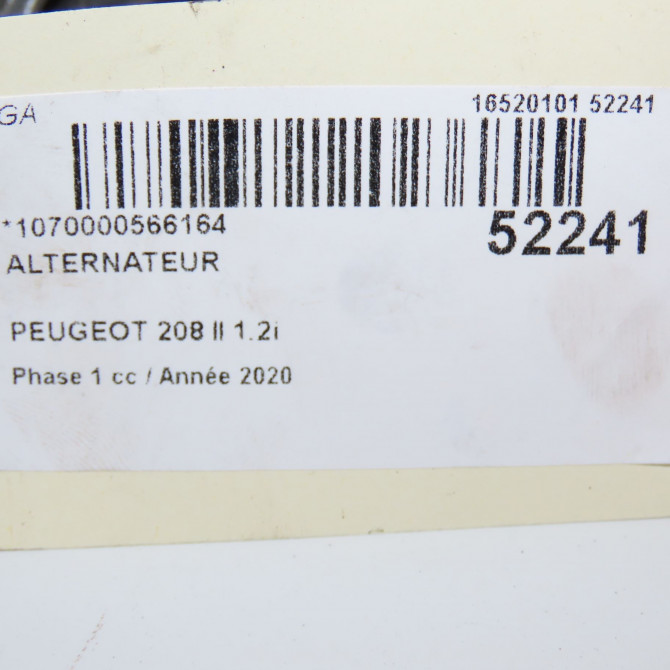 GA
16520101 52241
*1070000566164
52241
ALTERNATEUR
PEUGEOT 208 II 1.2i
Phase 1 cc / Année 2020